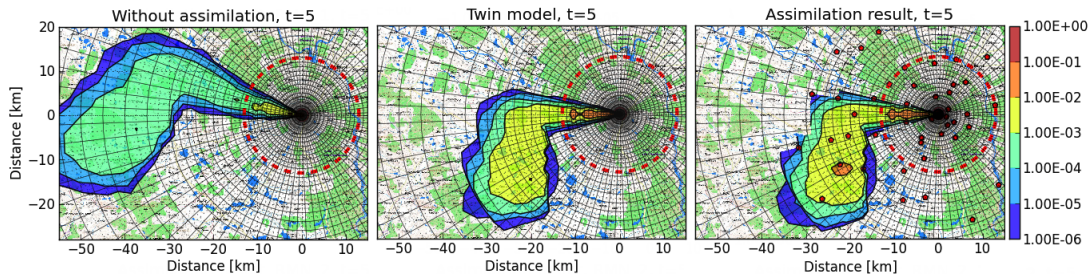 Without assimilation, t=5
Twin model, t=5
Assimilation result, t=5
Distance [km]
20
10
0
−10
−20
−50 −40 −30 −20 −10 0 10
Distance [km]
−50 −40 −30 −20 −10 0 10
Distance [km]
−50 −40 −30 −20 −10 0 10
Distance [km]
1.00E+00
1.00E-01
1.00E-02
1.00E-03
1.00E-04
1.00E-05
1.00E-06